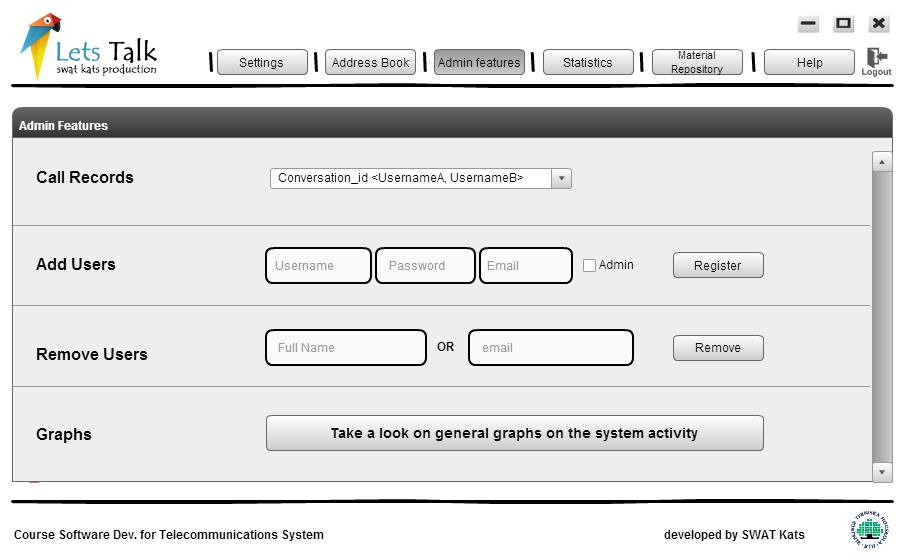 Lets Talk
swat kats production
Settings
Address Book
Admin features
Statistics
Material
Repository
Help
Logout
Admin Features
Call Records
Conversation_id <UsernameA, UsernameB>
Add Users
Username
Password
Email
Admin
Register
Remove Users
Full Name
OR
email
Remove
Graphs
Take a look on general graphs on the system activity
Course Software Dev. for Telecommunications System
developed by SWAT Kats